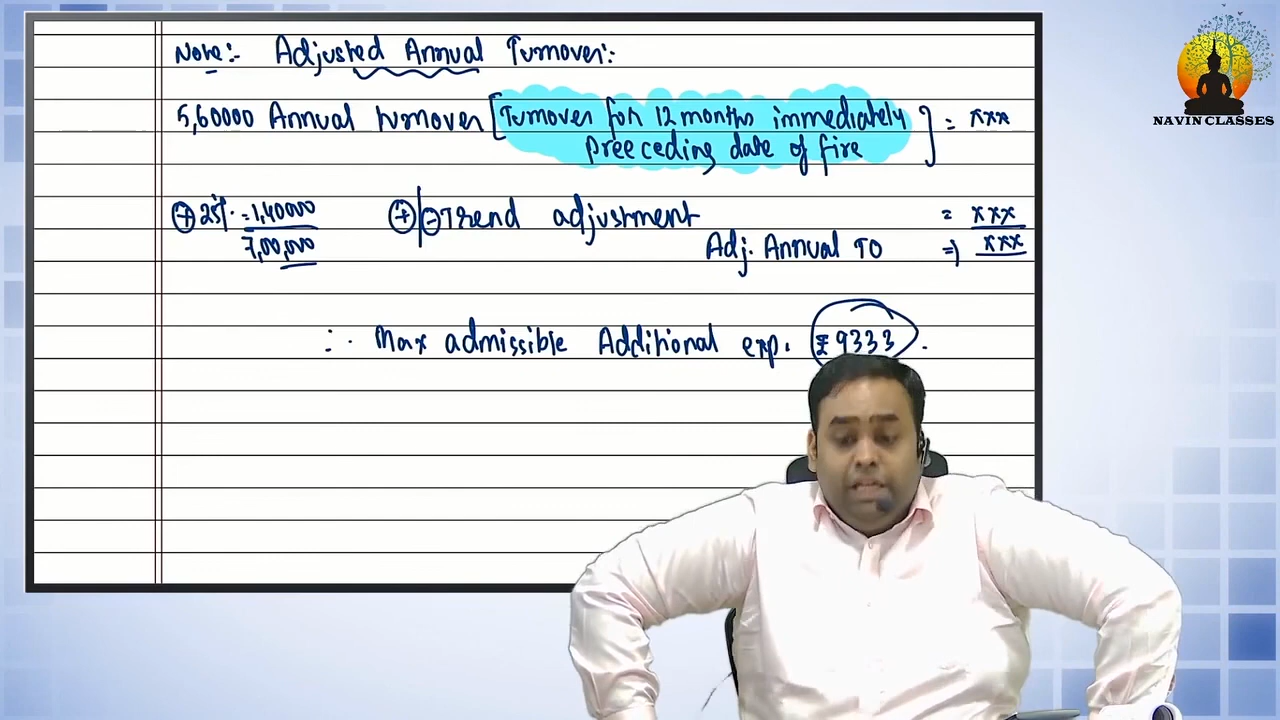 Note:- Adjusted Annual Turnover:
5,60000 Annual turnover [Turnover for 12 months immediately preeceding date of fire] = xxx
⊕ 25% = 1,40000 ⊕/⊖ Trend adjustment = xxx
7,00,000 Adj. Annual TO => xxx
∴ Max admissible Additional exp. ₹9333.
NAVIN CLASSES